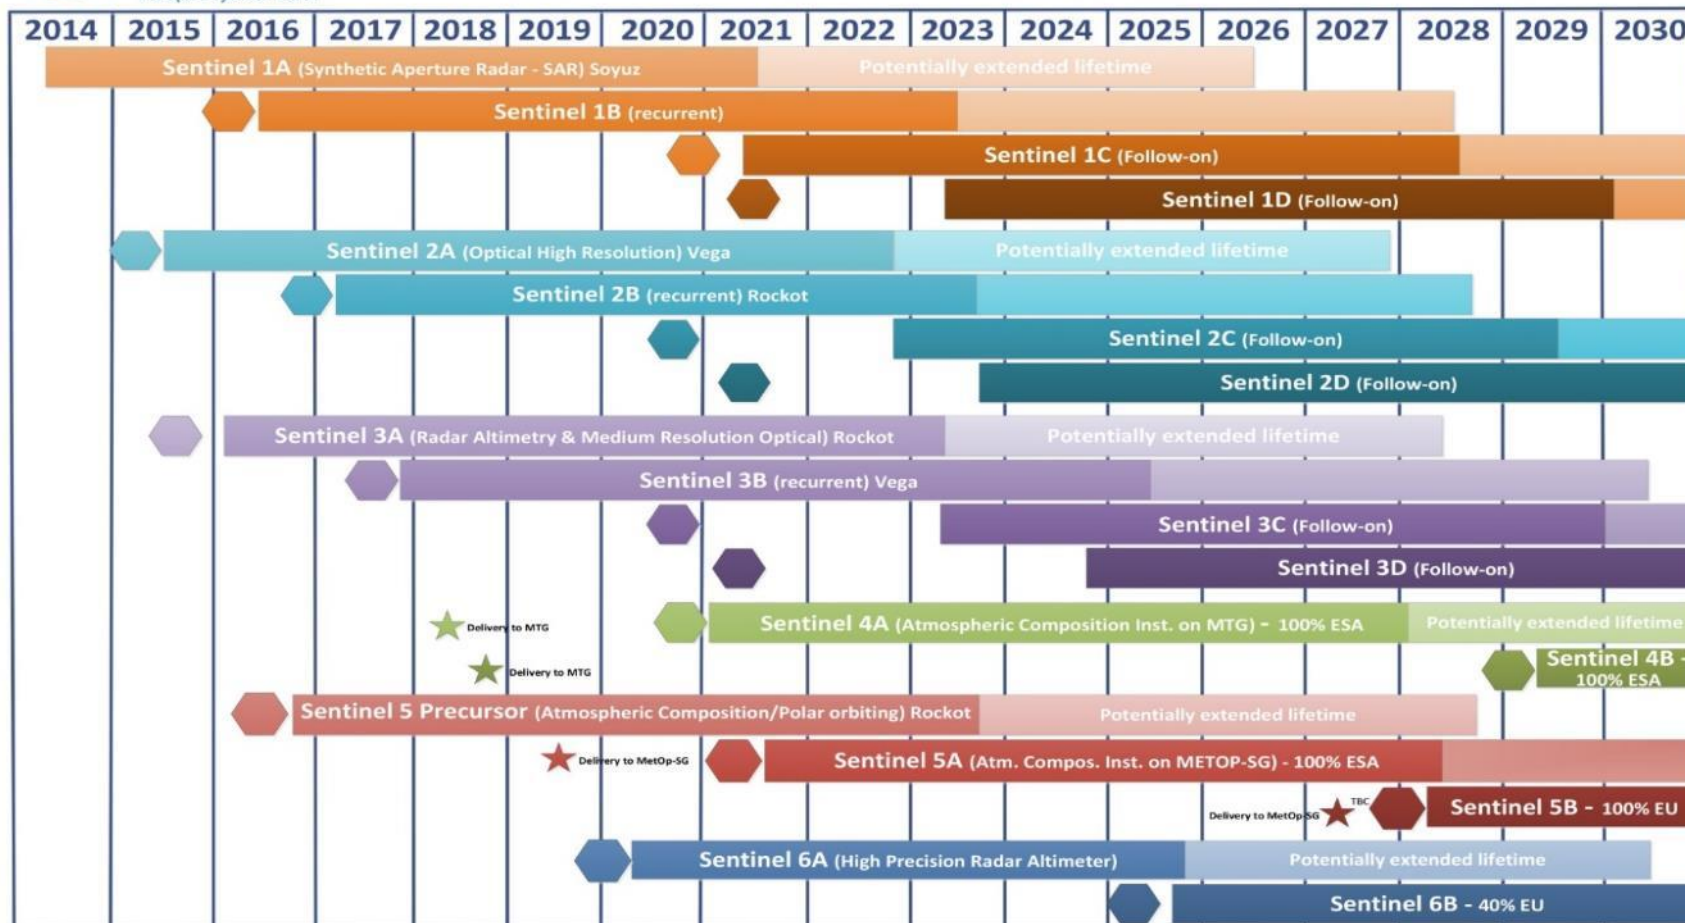 2014 2015 2016 2017 2018 2019 2020 2021 2022 2023 2024 2025 2026 2027 2028 2029 2030
Sentinel 1A (Synthetic Aperture Radar - SAR) Soyuz Potentially extended lifetime
Sentinel 1B (recurrent)
Sentinel 1C (Follow-on)
Sentinel 1D (Follow-on)
Sentinel 2A (Optical High Resolution) Vega Potentially extended lifetime
Sentinel 2B (recurrent) Rockot
Sentinel 2C (Follow-on)
Sentinel 2D (Follow-on)
Sentinel 3A (Radar Altimetry & Medium Resolution Optical) Rockot Potentially extended lifetime
Sentinel 3B (recurrent) Vega
Sentinel 3C (Follow-on)
Sentinel 3D (Follow-on)
Delivery to MTG Sentinel 4A (Atmospheric Composition Inst. on MTG) - 100% ESA Potentially extended lifetime
Delivery to MTG Sentinel 4B -
100% ESA
Sentinel 5 Precursor (Atmospheric Composition/Polar orbiting) Rockot Potentially extended lifetime
Delivery to MetOp-SG Sentinel 5A (Atm. Compos. Inst. on METOP-SG) - 100% ESA
Delivery to MetOp-SG TBC Sentinel 5B - 100% EU
Sentinel 6A (High Precision Radar Altimeter) Potentially extended lifetime
Sentinel 6B - 40% EU